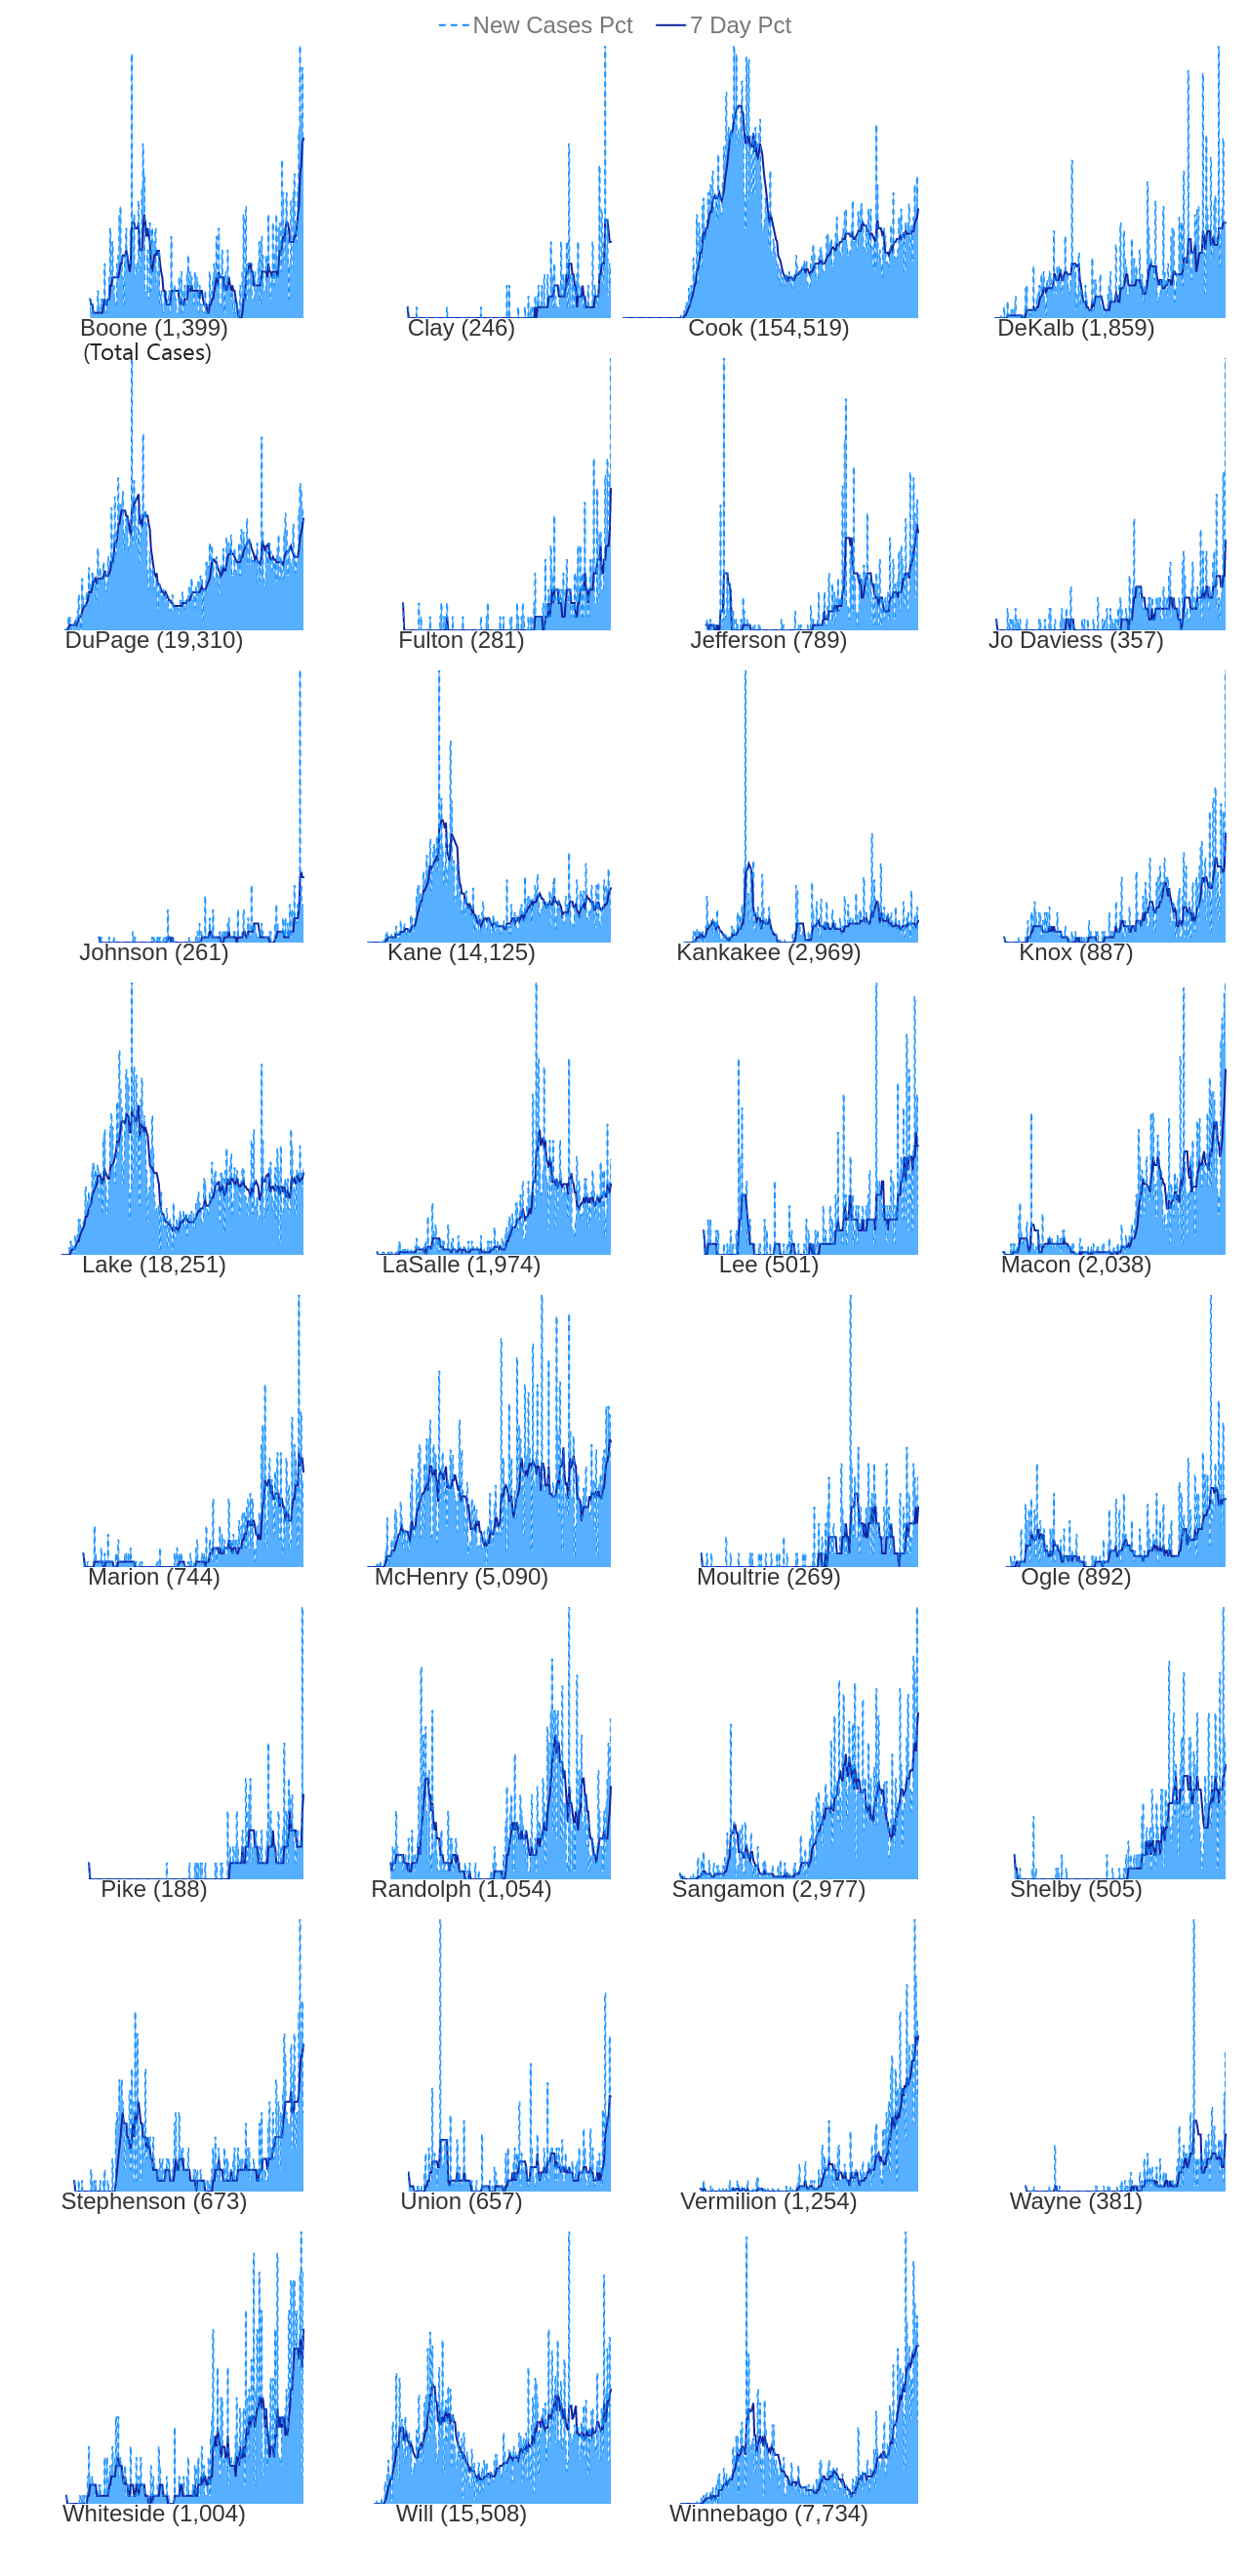 New Cases Pct 7 Day Pct
Boone (1,399) Clay (246) Cook (154,519) DeKalb (1,859)
(Total Cases)
DuPage (19,310) Fulton (281) Jefferson (789) Jo Daviess (357)
Johnson (261) Kane (14,125) Kankakee (2,969) Knox (887)
Lake (18,251) LaSalle (1,974) Lee (501) Macon (2,038)
Marion (744) McHenry (5,090) Moultrie (269) Ogle (892)
Pike (188) Randolph (1,054) Sangamon (2,977) Shelby (505)
Stephenson (673) Union (657) Vermilion (1,254) Wayne (381)
Whiteside (1,004) Will (15,508) Winnebago (7,734)